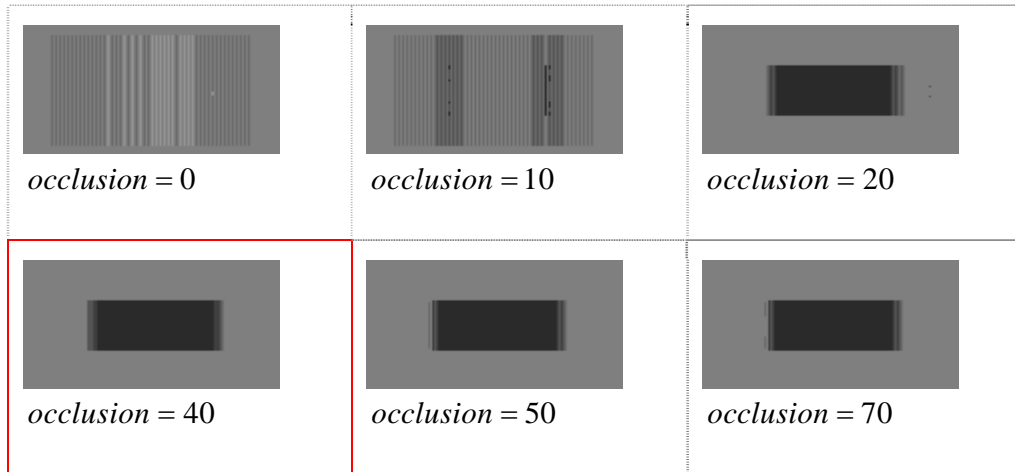 occlusion = 0
occlusion = 10
occlusion = 20
occlusion = 40
occlusion = 50
occlusion = 70